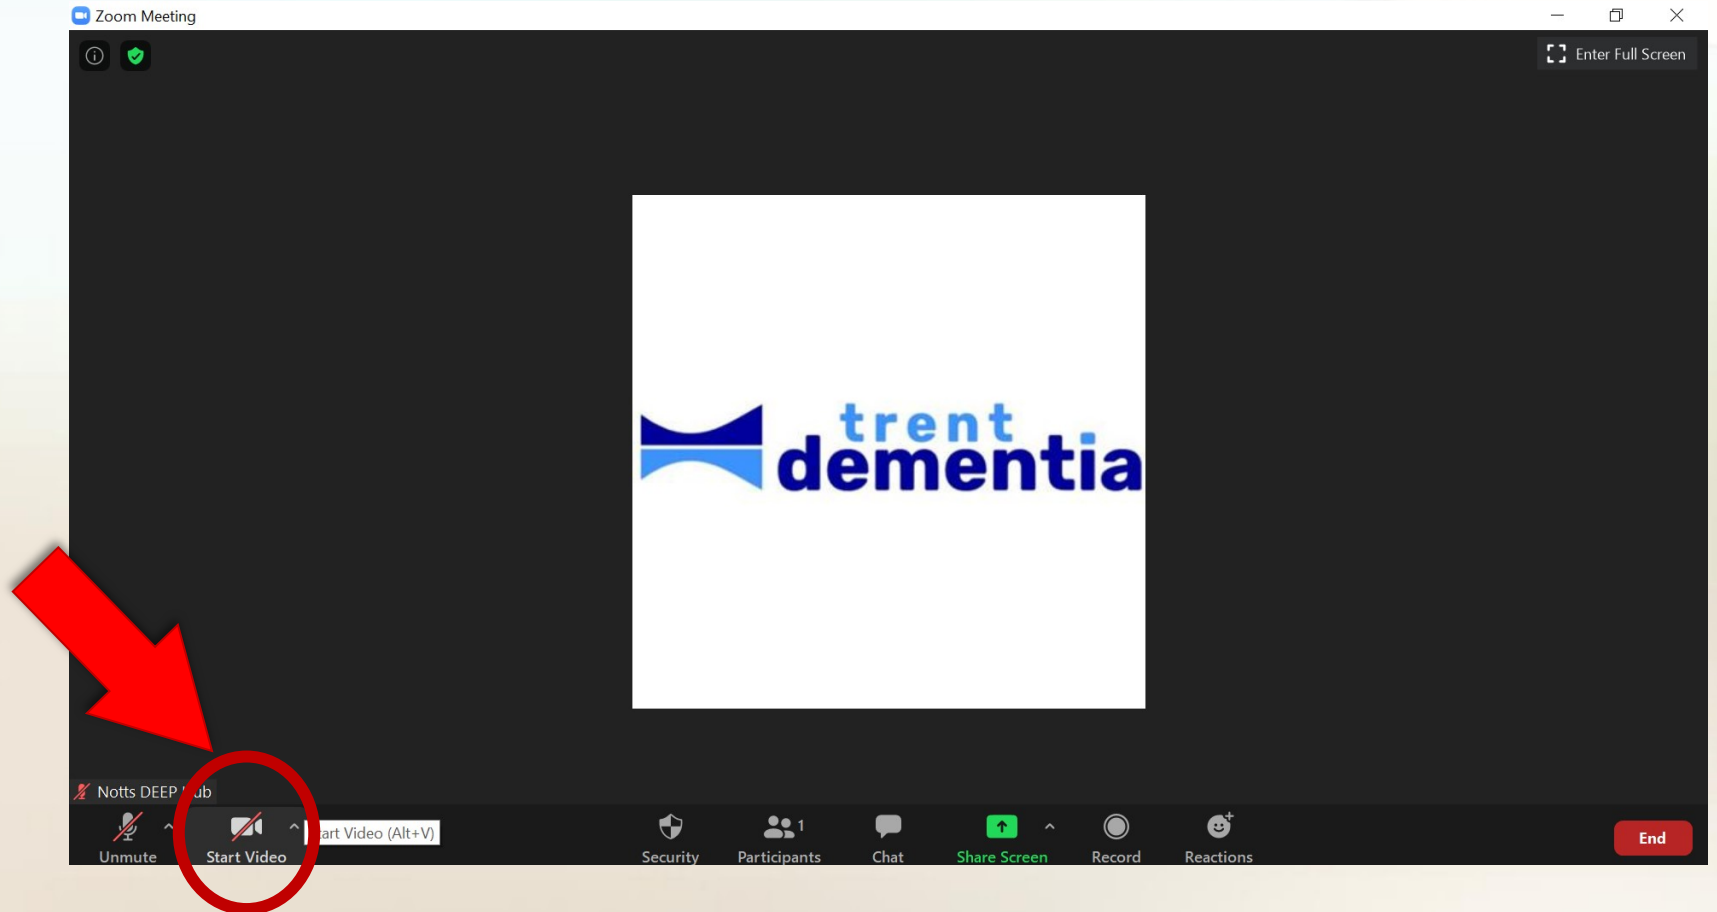 Zoom Meeting
Enter Full Screen
trent
dementia
Notts DEEP ub
art Video (Alt+V)
1
Unmute
Start Video
Security
Participants
Chat
Share Screen
Record
Reactions
End